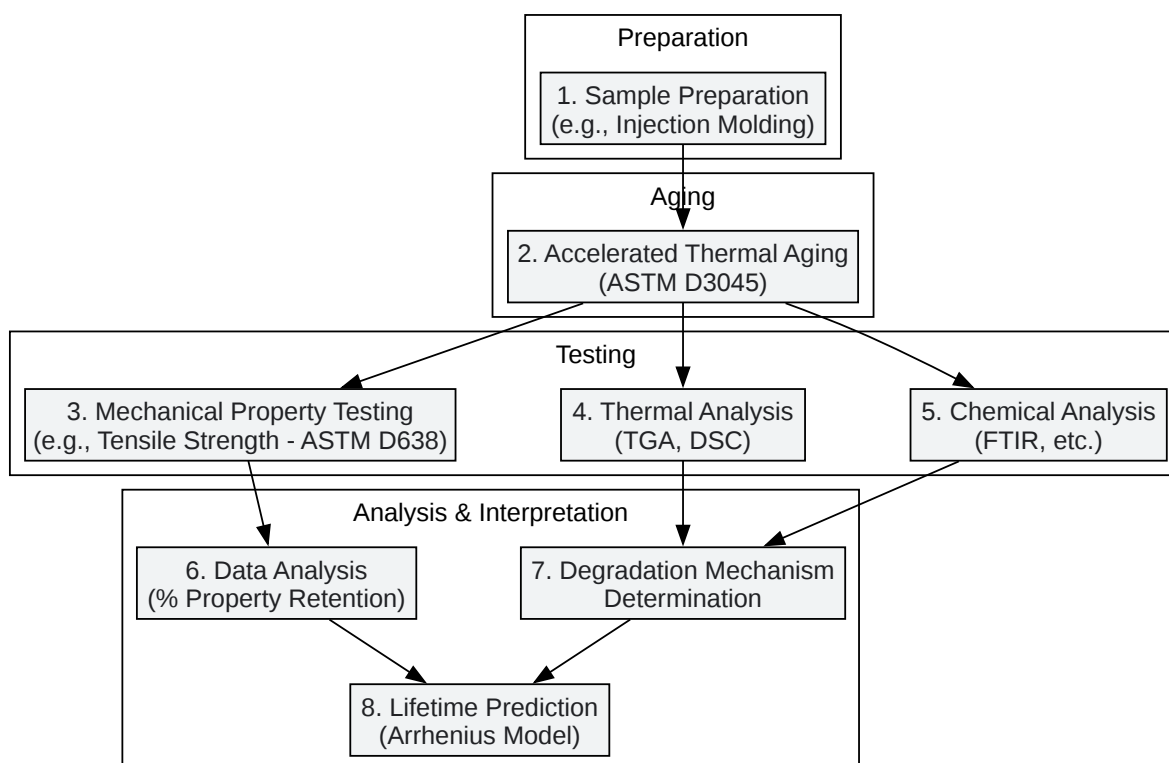 Preparation
1. Sample Preparation
(e.g., Injection Molding)
Aging
2. Accelerated Thermal Aging
(ASTM D3045)
Testing
3. Mechanical Property Testing
(e.g., Tensile Strength - ASTM D638)
4. Thermal Analysis
(TGA, DSC)
5. Chemical Analysis
(FTIR, etc.)
Analysis & Interpretation
6. Data Analysis
(% Property Retention)
7. Degradation Mechanism
Determination
8. Lifetime Prediction
(Arrhenius Model)